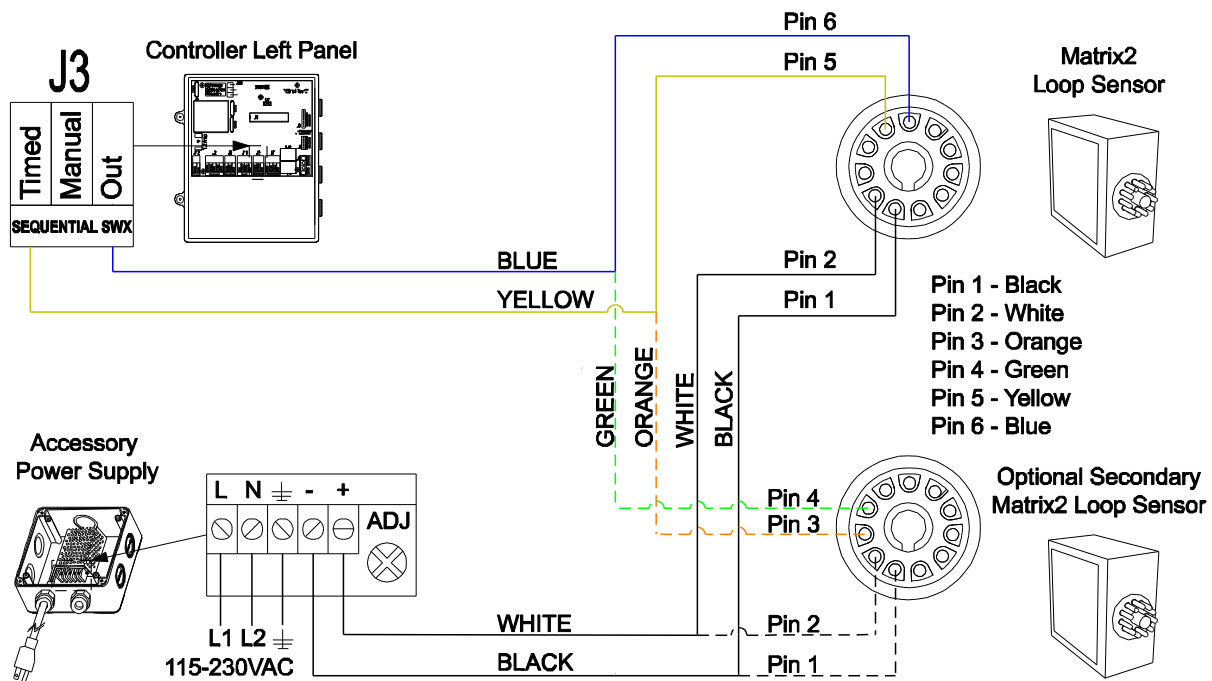 Pin 6
Controller Left Panel
Pin 5
Matrix2
Loop Sensor
J3
Timed
Manual
Out
SEQUENTIAL SWX
BLUE
Pin 2
YELLOW
Pin 1
Pin 1 - Black
Pin 2 - White
Pin 3 - Orange
Pin 4 - Green
Pin 5 - Yellow
Pin 6 - Blue
GREEN
ORANGE
WHITE
BLACK
Accessory
Power Supply
L N - +
ADJ
Optional Secondary
Matrix2 Loop Sensor
Pin 4
Pin 3
WHITE
Pin 2
L1 L2
115-230VAC
BLACK
Pin 1